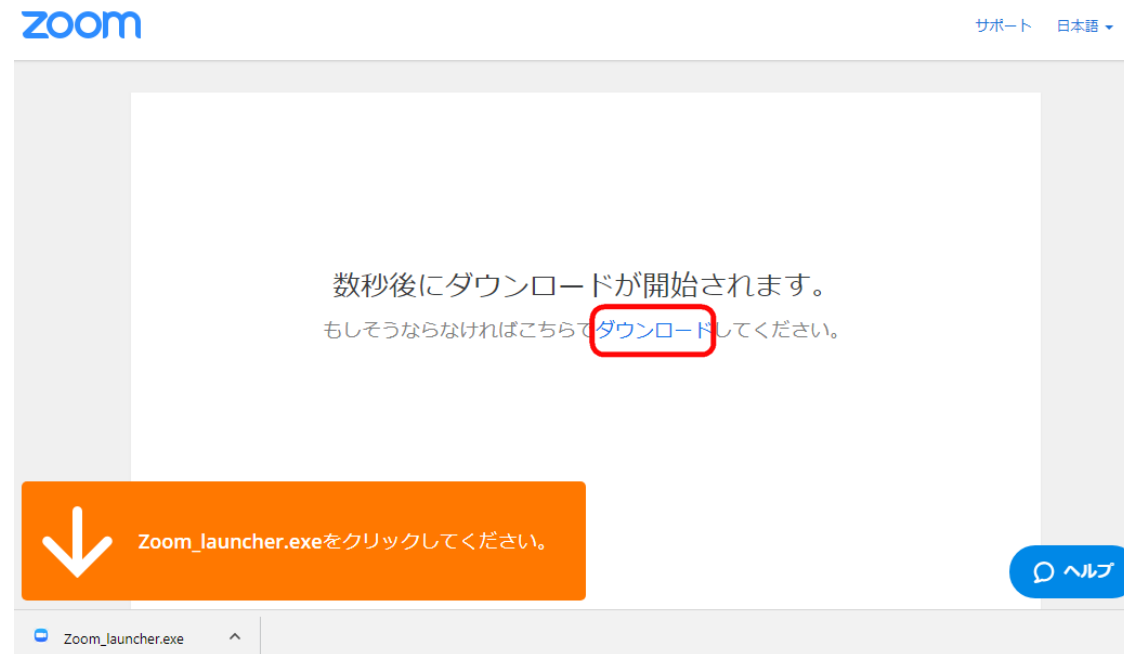 zoom
サポート 日本語
数秒後にダウンロードが開始されます。
もしそうならなければこちらでダウンロードしてください。
Zoom_launcher.exeをクリックしてください。
ヘルプ
Zoom_launcher.exe